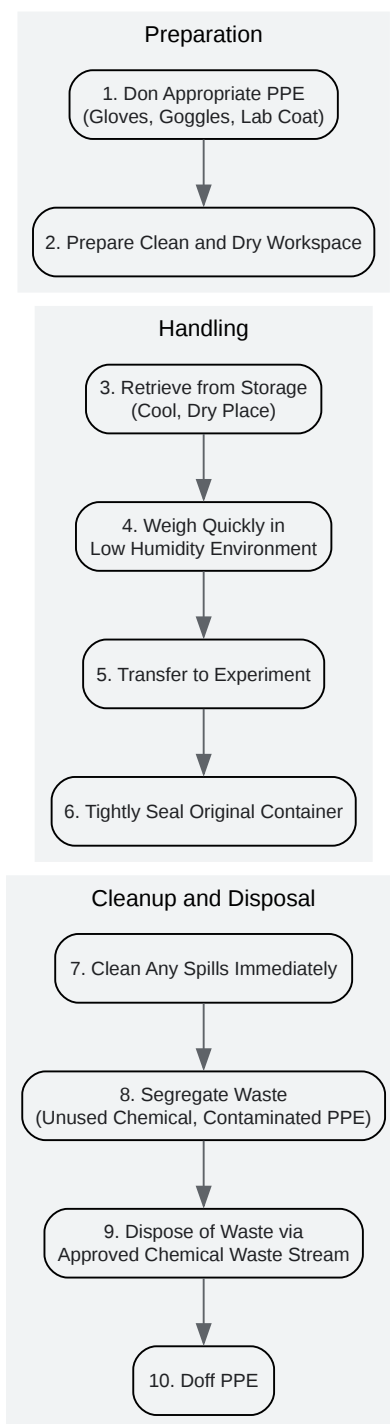 Preparation
1. Don Appropriate PPE
(Gloves, Goggles, Lab Coat)
2. Prepare Clean and Dry Workspace
Handling
3. Retrieve from Storage
(Cool, Dry Place)
4. Weigh Quickly in
Low Humidity Environment
5. Transfer to Experiment
6. Tightly Seal Original Container
Cleanup and Disposal
7. Clean Any Spills Immediately
8. Segregate Waste
(Unused Chemical, Contaminated PPE)
9. Dispose of Waste via
Approved Chemical Waste Stream
10. Doff PPE